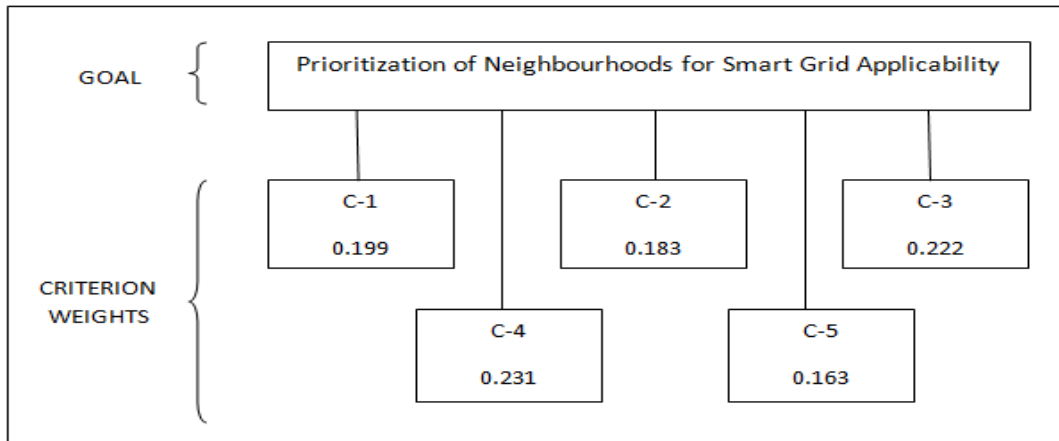 GOAL
Prioritization of Neighbourhoods for Smart Grid Applicability
CRITERION
WEIGHTS
C-1
0.199
C-2
0.183
C-3
0.222
C-4
0.231
C-5
0.163